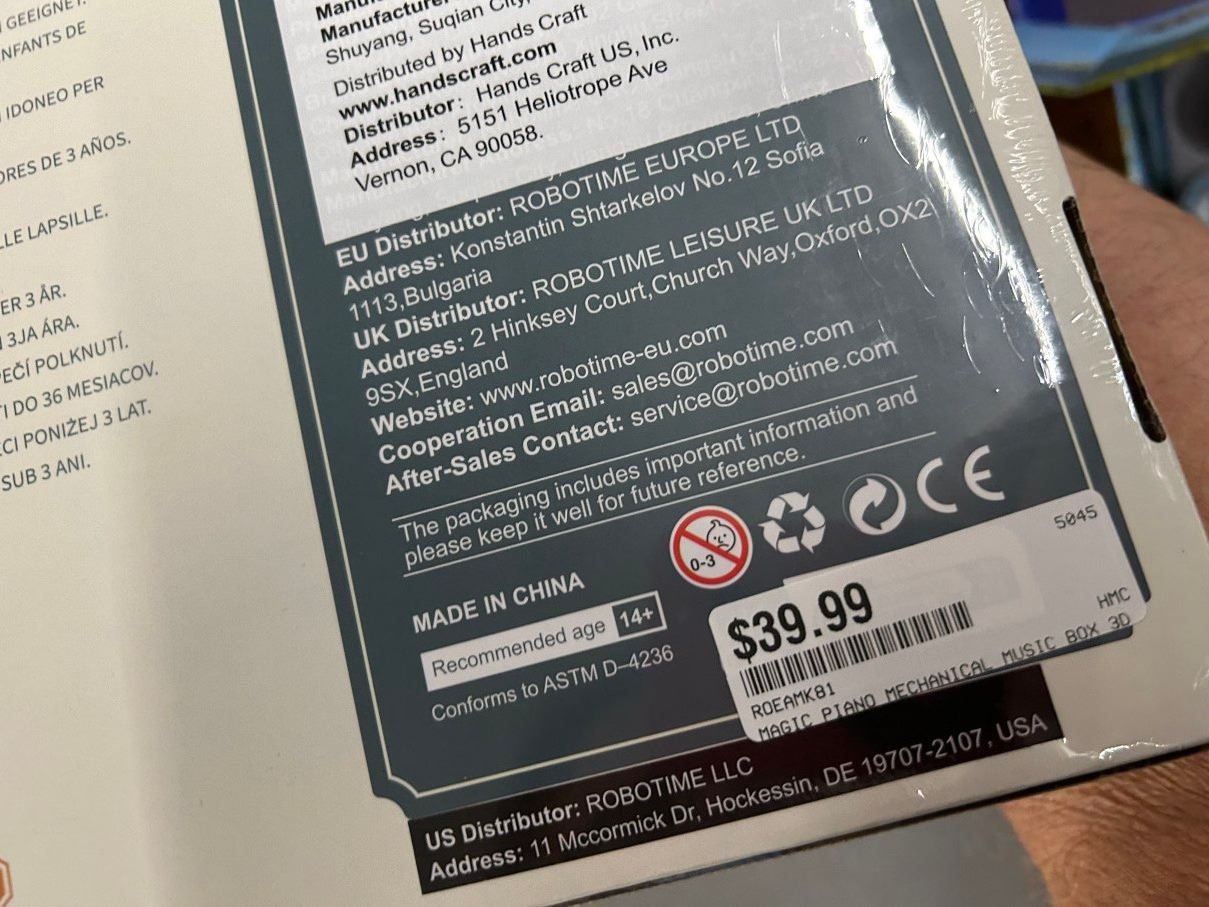 GEEIGNET.
NFANTS DE
IDONEO PER
ORES DE 3 AÑOS.
LLE LAPSILLE.
ER 3 ÅR.
3JA ÁRA.
PEČÍ POLKNUTÍ.
TI DO 36 MESIACOV.
ECI PONIŻEJ 3 LAT.
SUB 3 ANI.
Manufacturer
Shuyang, Suqian City,
Distributed by Hands Craft
www.handscraft.com
Distributor: Hands Craft US, Inc.
Address: 5151 Heliotrope Ave
Vernon, CA 90058.
EU Distributor: ROBOTIME EUROPE LTD
Address: Konstantin Shtarkelov No.12 Sofia
1113,Bulgaria
UK Distributor: ROBOTIME LEISURE UK LTD
Address: 2 Hinksey Court,Church Way,Oxford,OX2
9SX,England
Website: www.robotime-eu.com
Cooperation Email: sales@robotime.com
After-Sales Contact: service@robotime.com
The packaging includes important information and
please keep it well for future reference.
0-3
CE
MADE IN CHINA
Recommended age 14+
Conforms to ASTM D–4236
5045
$39.99
HMC
ROEAMK81
MAGIC PIANO MECHANICAL MUSIC BOX 3D
US Distributor: ROBOTIME LLC
Address: 11 Mccormick Dr, Hockessin, DE 19707-2107, USA